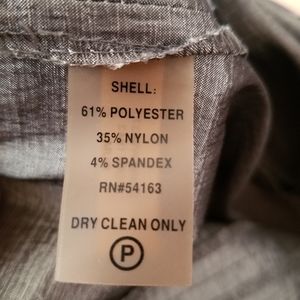 SHELL:
61% POLYESTER
35% NYLON
4% SPANDEX
RN#54163
DRY CLEAN ONLY
P